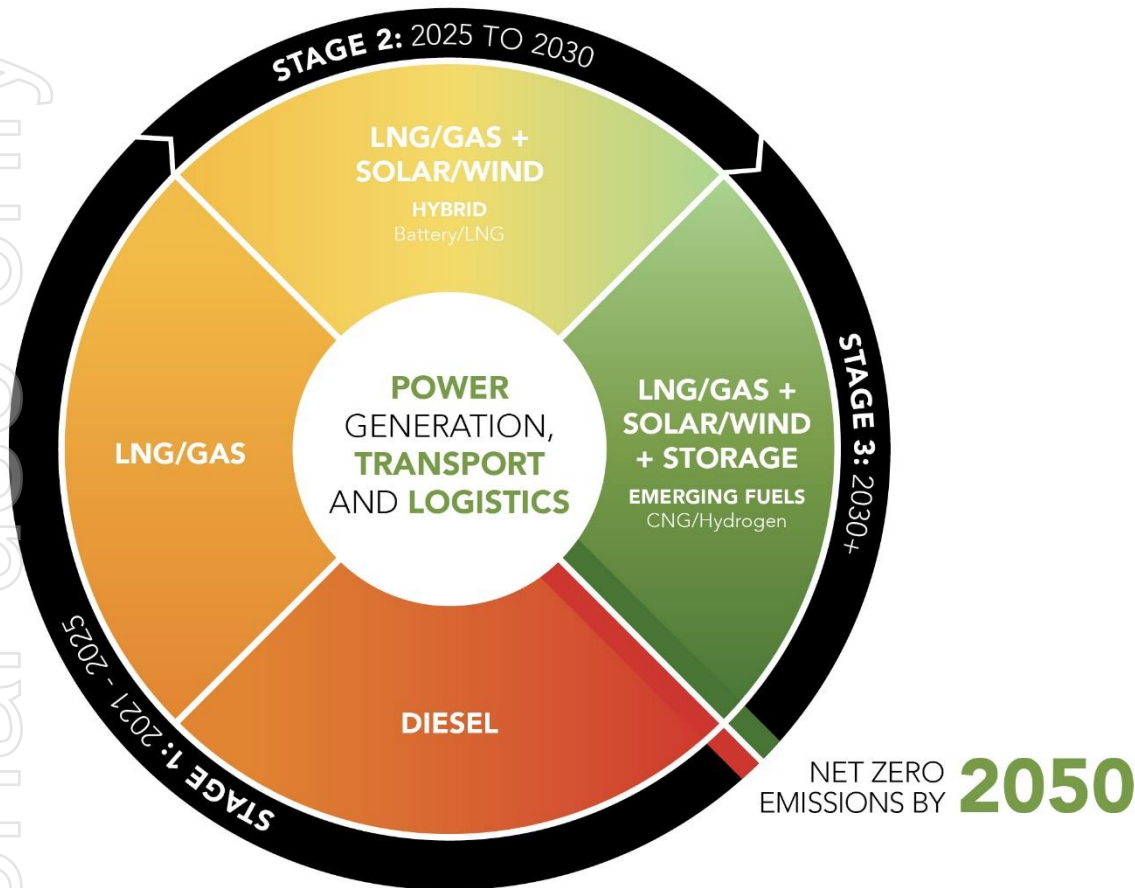 STAGE 2: 2025 TO 2030
LNG/GAS +
SOLAR/WIND
HYBRID
Battery/LNG
LNG/GAS
POWER
GENERATION,
TRANSPORT
AND LOGISTICS
LNG/GAS +
SOLAR/WIND
+ STORAGE
EMERGING FUELS
CNG/Hydrogen
STAGE 3: 2030+
DIESEL
STAGE 1: 2021 - 2025
NET ZERO
EMISSIONS BY 2050